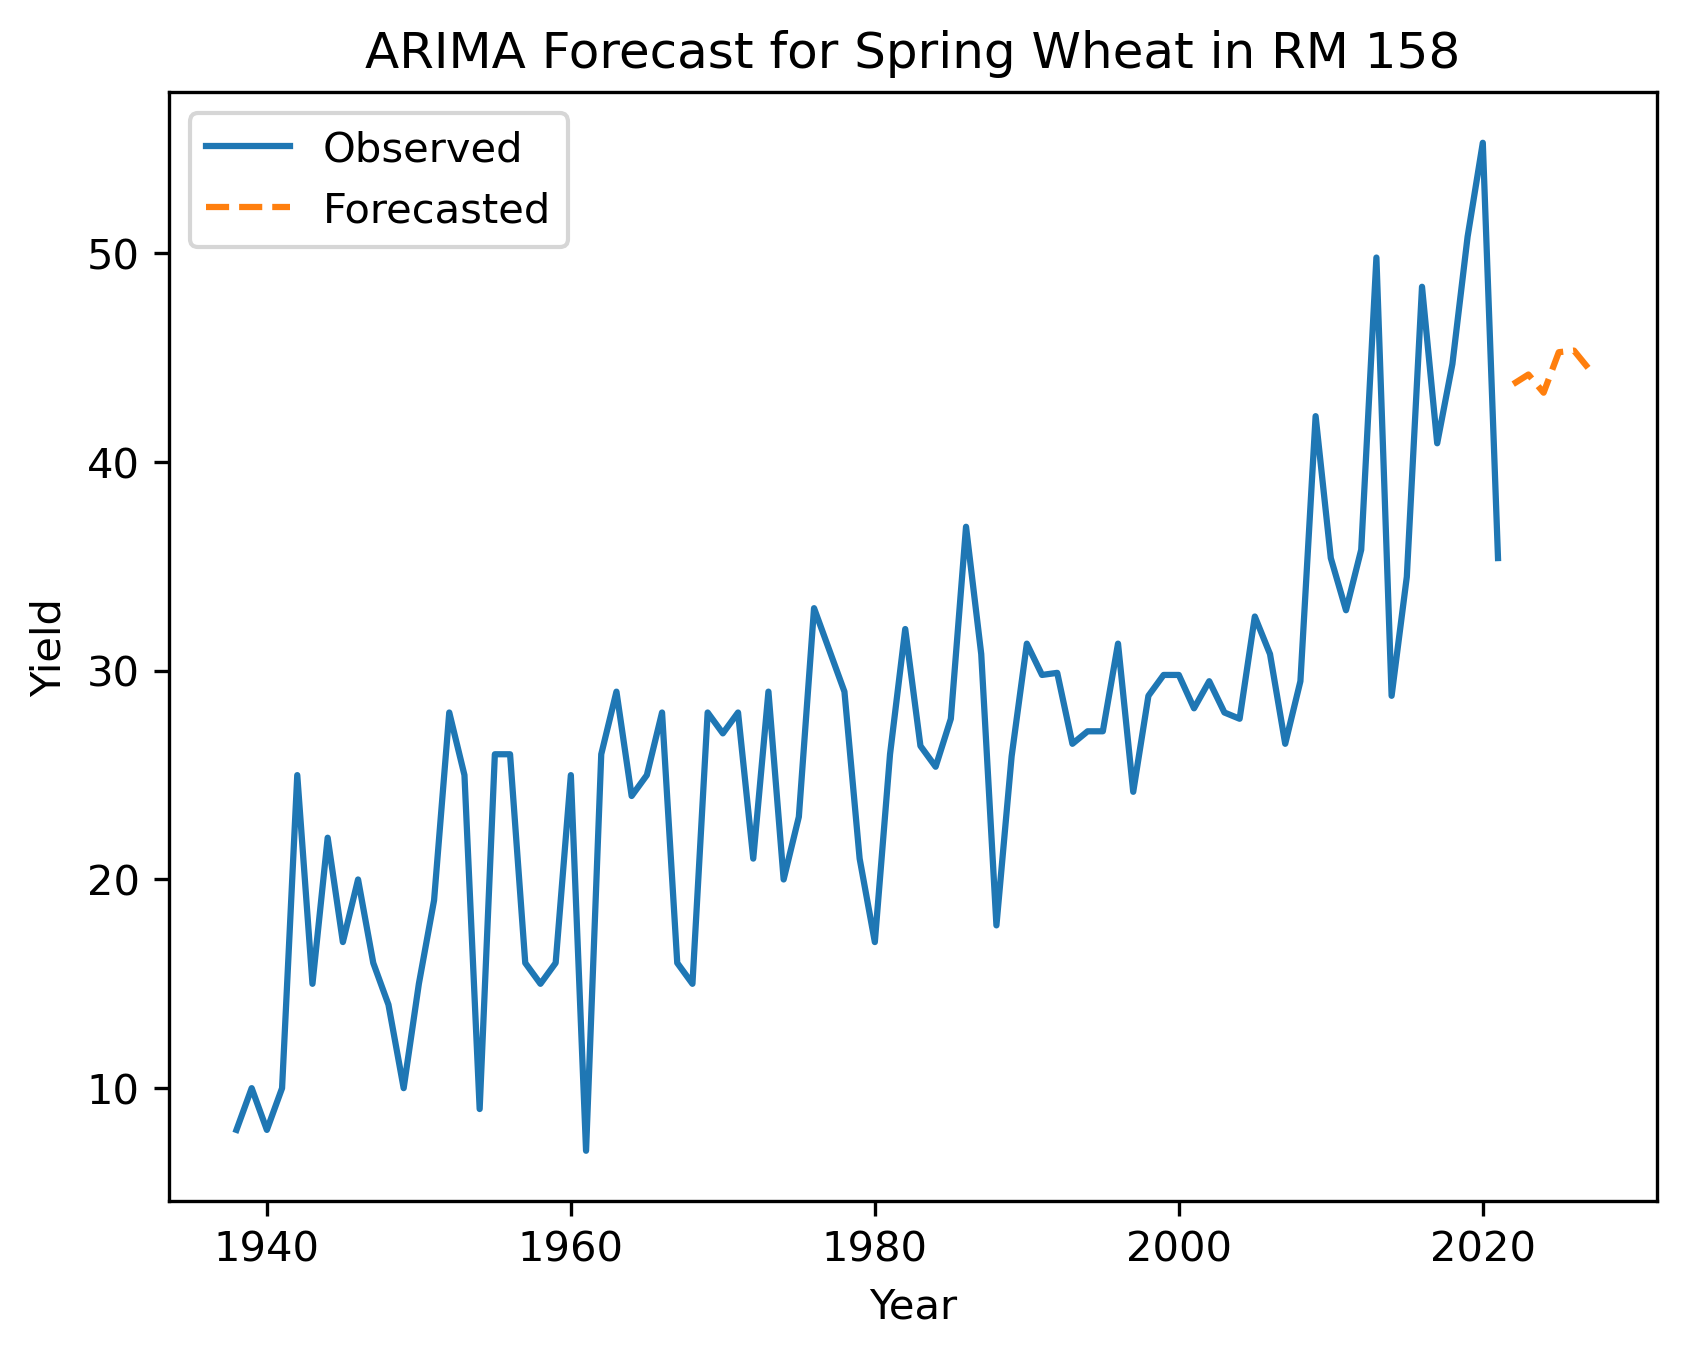 ARIMA Forecast for Spring Wheat in RM 158
Observed
Forecasted
50
40
30
20
10
Yield
1940 1960 1980 2000 2020
Year